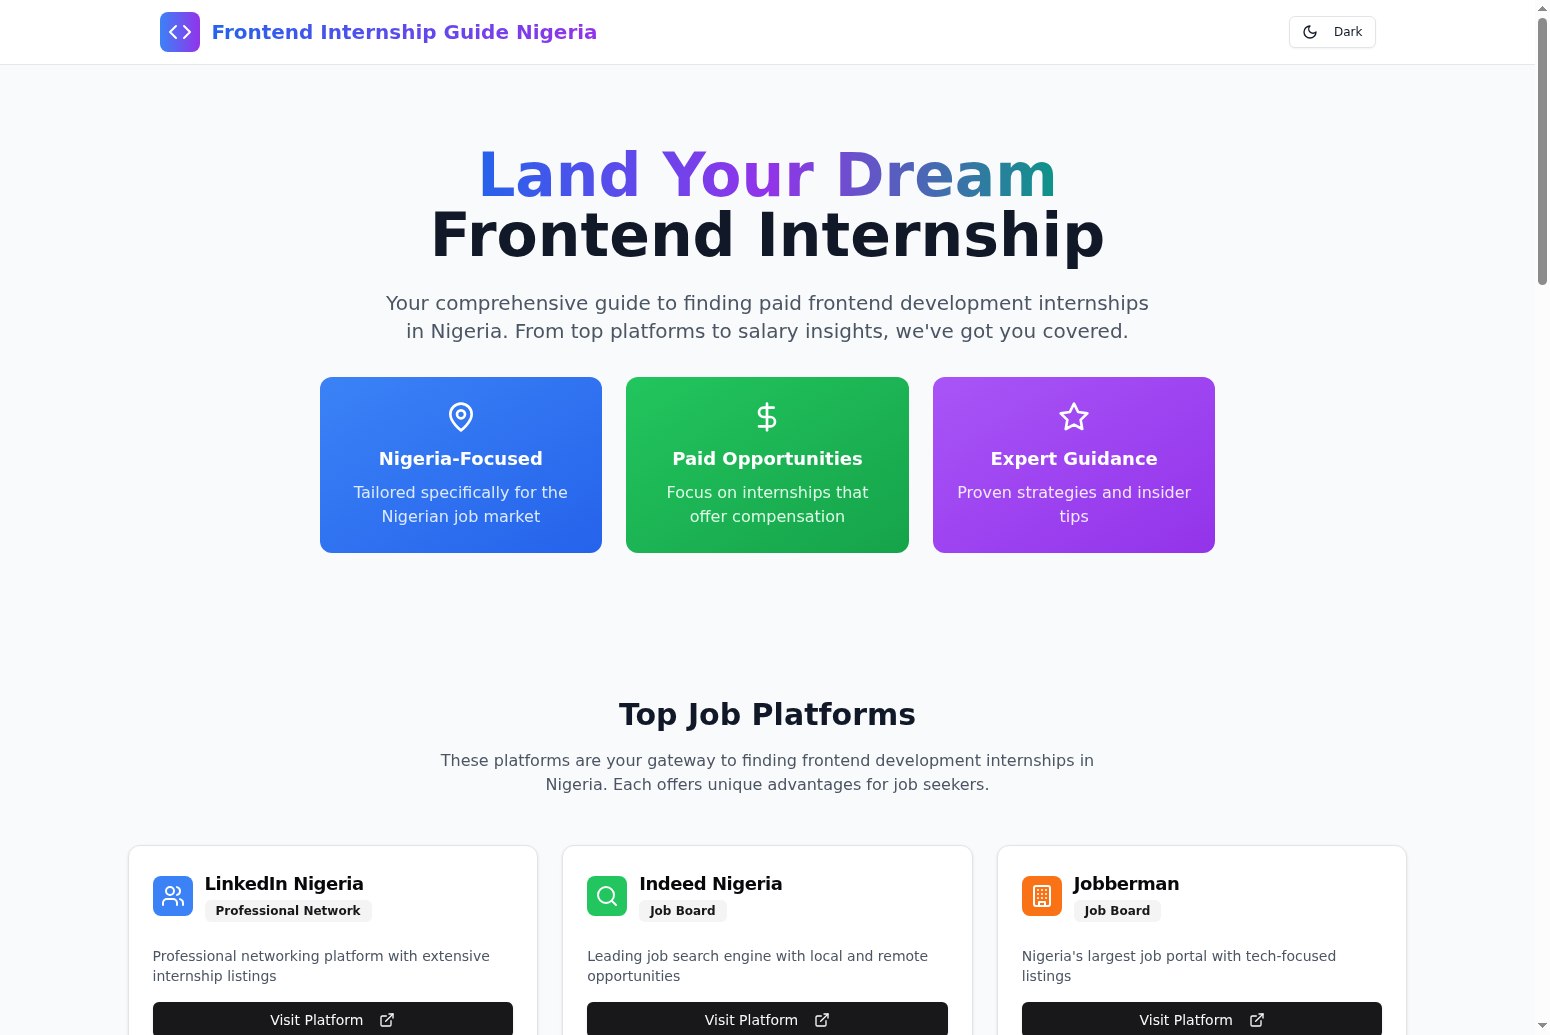 Frontend Internship Guide Nigeria
Dark
Land Your Dream
Frontend Internship
Your comprehensive guide to finding paid frontend development internships
in Nigeria. From top platforms to salary insights, we've got you covered.
Nigeria-Focused
Tailored specifically for the
Nigerian job market
Paid Opportunities
Focus on internships that
offer compensation
Expert Guidance
Proven strategies and insider
tips
Top Job Platforms
These platforms are your gateway to finding frontend development internships in
Nigeria. Each offers unique advantages for job seekers.
LinkedIn Nigeria
Professional Network
Professional networking platform with extensive
internship listings
Visit Platform
Indeed Nigeria
Job Board
Leading job search engine with local and remote
opportunities
Visit Platform
Jobberman
Job Board
Nigeria's largest job portal with tech-focused
listings
Visit Platform